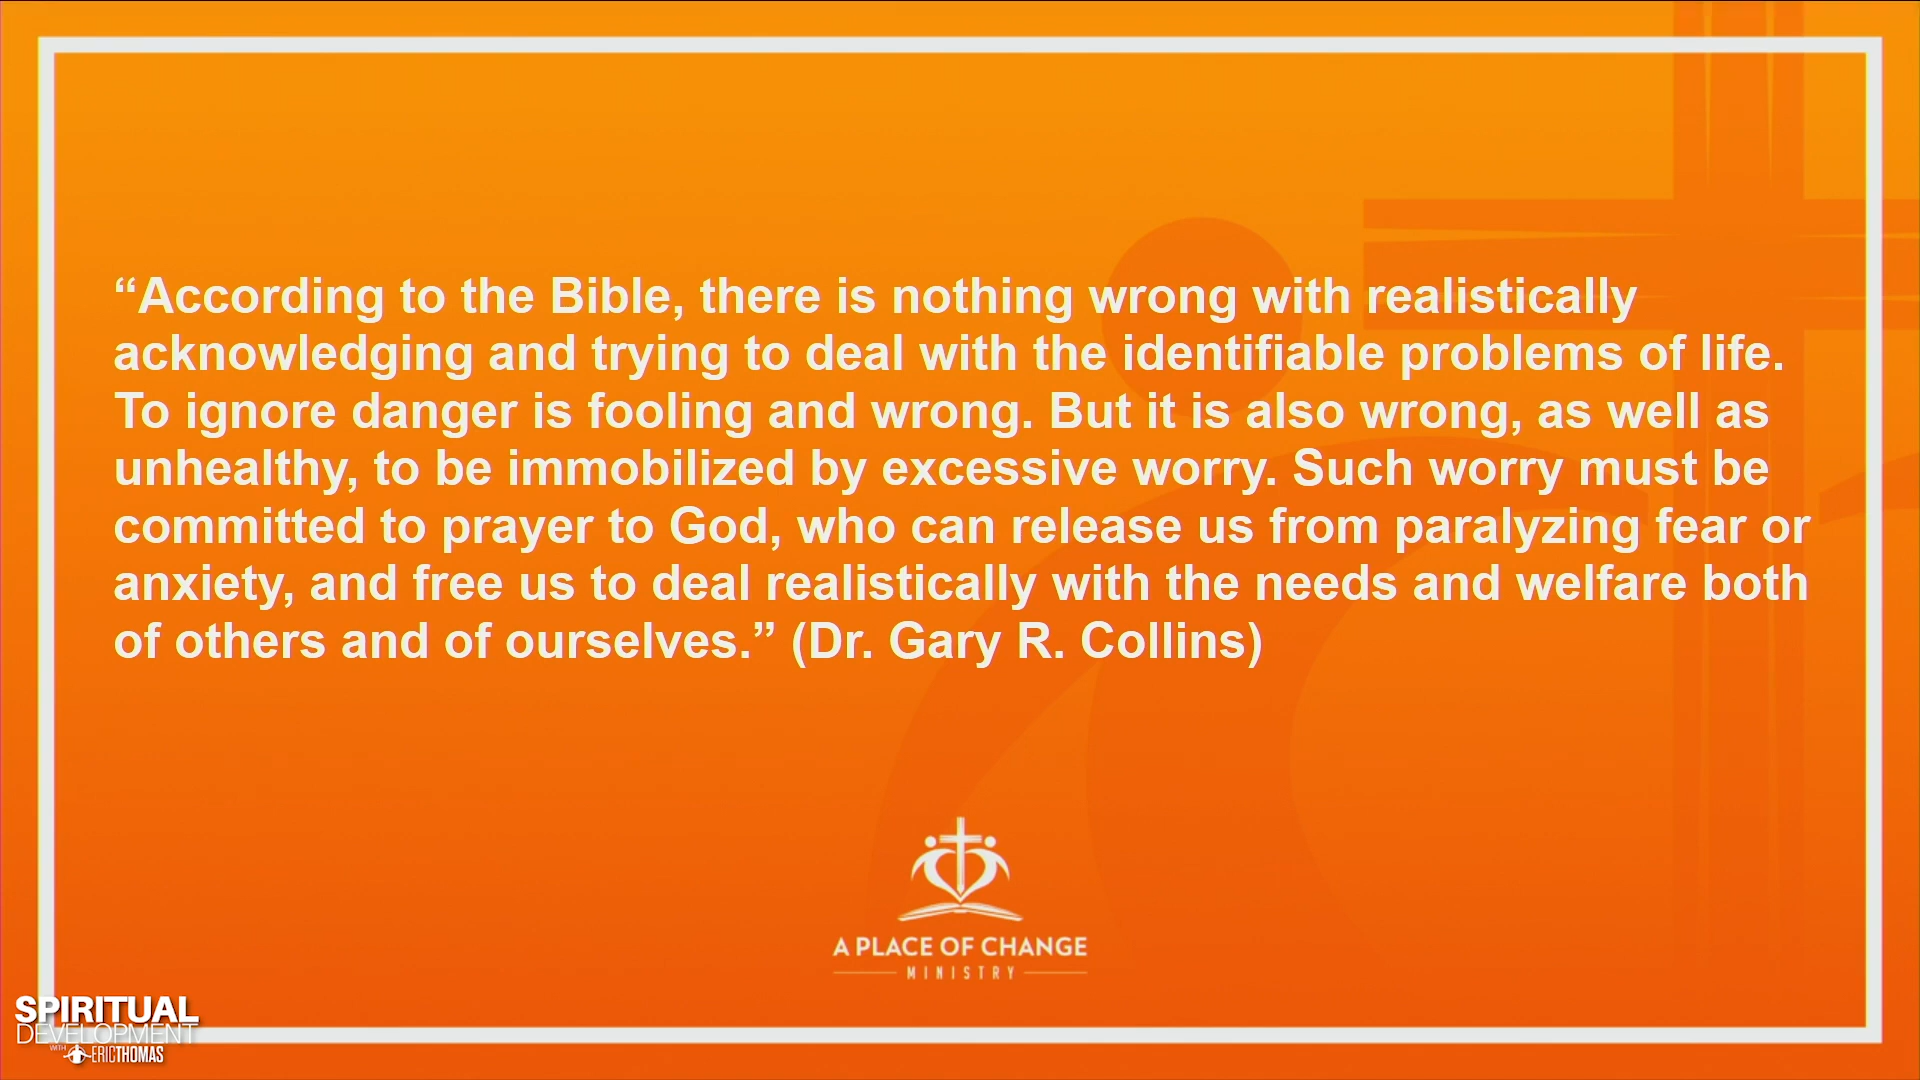 “According to the Bible, there is nothing wrong with realistically
acknowledging and trying to deal with the identifiable problems of life.
To ignore danger is fooling and wrong. But it is also wrong, as well as
unhealthy, to be immobilized by excessive worry. Such worry must be
committed to prayer to God, who can release us from paralyzing fear or
anxiety, and free us to deal realistically with the needs and welfare both
of others and of ourselves.” (Dr. Gary R. Collins)
A PLACE OF CHANGE
MINISTRY
SPIRITUAL
DEVELOPMENT
WITH ERICTHOMAS